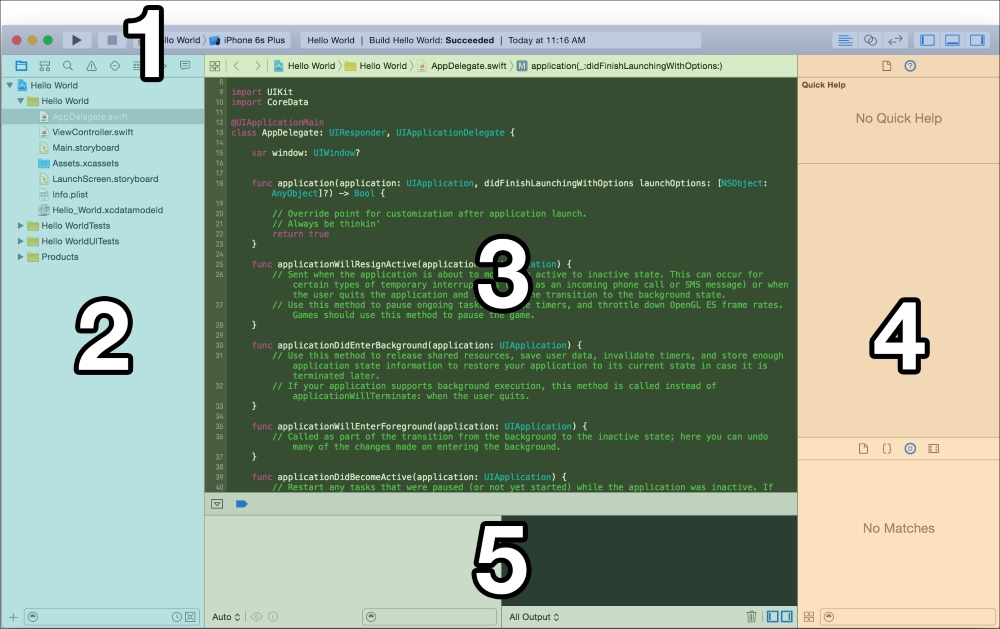 1
Hello World
iPhone 6s Plus
Hello World | Build Hello World: Succeeded | Today at 11:16 AM
Hello World
Hello World
AppDelegate.swift
ViewController.swift
Main.storyboard
Assets.xcassets
LaunchScreen.storyboard
Info.plist
Hello_World.xcdatamodeld
Hello WorldTests
Hello WorldUITests
Products
2
Hello World
Hello World
AppDelegate.swift
M application(_:didFinishLaunchingWithOptions:)
8
9 import UIKit
10 import CoreData
11
12 @UIApplicationMain
13 class AppDelegate: UIResponder, UIApplicationDelegate {
14
15 var window: UIWindow?
16
17
18 func application(application: UIApplication, didFinishLaunchingWithOptions launchOptions: [NSObject:
AnyObject]?) -> Bool {
19
20 // Override point for customization after application launch.
21 // Always be thinkin'
22 return true
23 }
24
25 func applicationWillResignActive( {
26 // Sent when the application is about to active to inactive state. This can occur for
certain types of temporary as an incoming phone call or SMS message) or when
the user quits the application and the transition to the background state.
27 // Use this method to pause ongoing timers, and throttle down OpenGL ES frame rates.
Games should use this method to pause the game.
28 }
29
30 func applicationDidEnterBackground(application: UIApplication) {
31 // Use this method to release shared resources, save user data, invalidate timers, and store enough
application state information to restore your application to its current state in case it is
terminated later.
32 // If your application supports background execution, this method is called instead of
applicationWillTerminate: when the user quits.
33 }
34
35 func applicationWillEnterForeground(application: UIApplication) {
36 // Called as part of the transition from the background to the inactive state; here you can undo
many of the changes made on entering the background.
37 }
38
39 func applicationDidBecomeActive(application: UIApplication) {
40 // Restart any tasks that were paused (or not yet started) while the application was inactive. If
3
5
Auto
All Output
Quick Help
No Quick Help
4
{}
No Matches